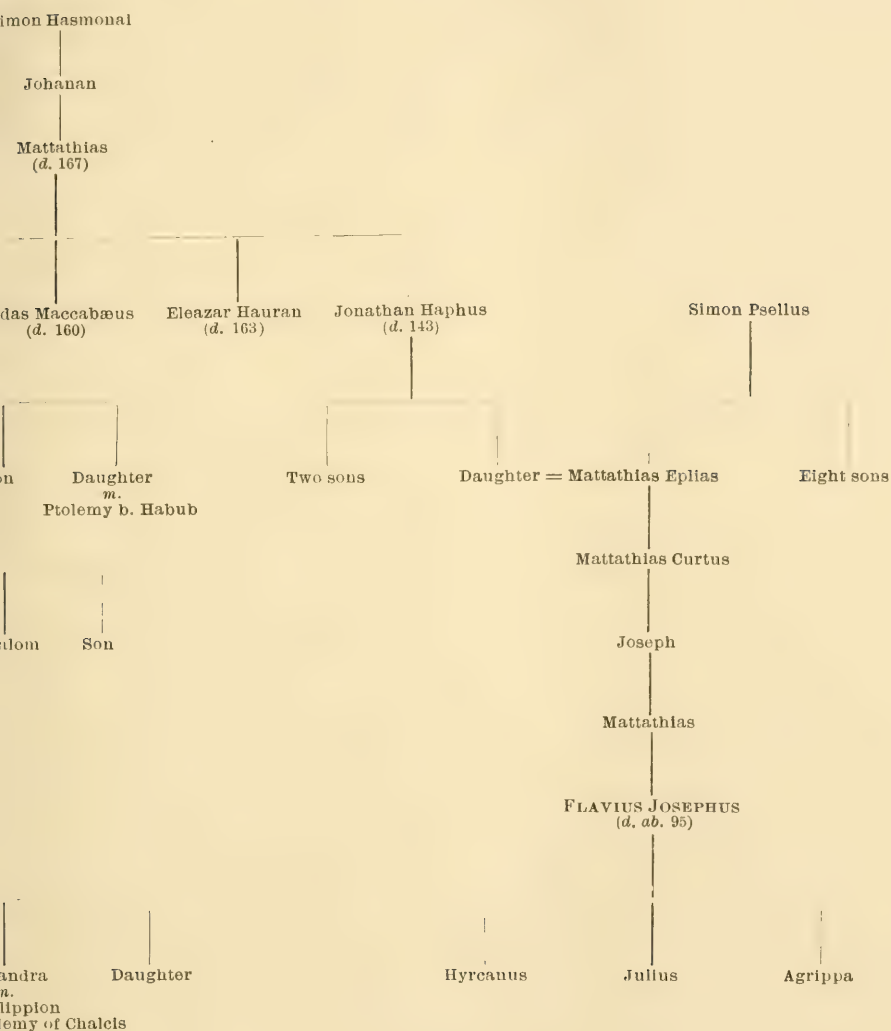 imon Hasmonai
Johanan
Mattathias
(d. 167)
das Maccabæus Eleazar Hauran Jonathan Haphus Simon Psellus
(d. 160) (d. 163) (d. 143)
on Daughter Two sons Daughter = Mattathias Eplias Eight sons
m.
Ptolemy b. Habub
Mattathias Curtus
alom Son Joseph
Mattathias
FLAVIUS JOSEPHUS
(d. ab. 95)
andra Daughter Hyrcanus Julius Agrippa
m.
lippion
lemy of Chalcis